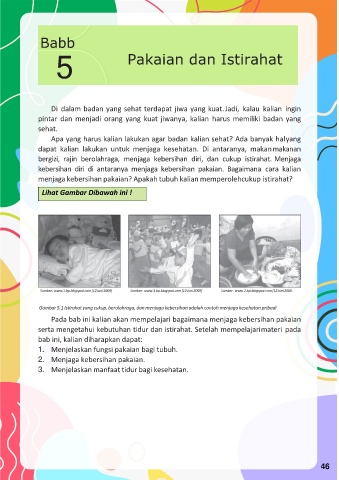 Babb
5
Pakaian dan Istirahat
Di dalam badan yang sehat terdapat jiwa yang kuat.Jadi, kalau kalian ingin
pintar dan menjadi orang yang kuat jiwanya, kalian harus memiliki badan yang
sehat.
Apa yang harus kalian lakukan agar badan kalian sehat? Ada banyak halyang
dapat kalian lakukan untuk menjaga kesehatan. Di antaranya, makanmakanan
bergizi, rajin berolahraga, menjaga kebersihan diri, dan cukup istirahat. Menjaga
kebersihan diri di antaranya menjaga kebersihan pakaian. Bagaimana cara kalian
menjaga kebersihan pakaian? Apakah tubuh kalian memperolehcukup istirahat?
Lihat Gambar Dibawah ini !
Gambar 5.1 Istirahat yang cukup, berolahraga, dan menjaga kebersihan adalah contoh menjaga kesehatan pribadi
Pada bab ini kalian akan mempelajari bagaimana menjaga kebersihan pakaian
serta mengetahui kebutuhan tidur dan istirahat. Setelah mempelajarimateri pada
bab ini, kalian diharapkan dapat:
1. Menjelaskan fungsi pakaian bagi tubuh.
2. Menjaga kebersihan pakaian.
3. Menjelaskan manfaat tidur bagi kesehatan.
46